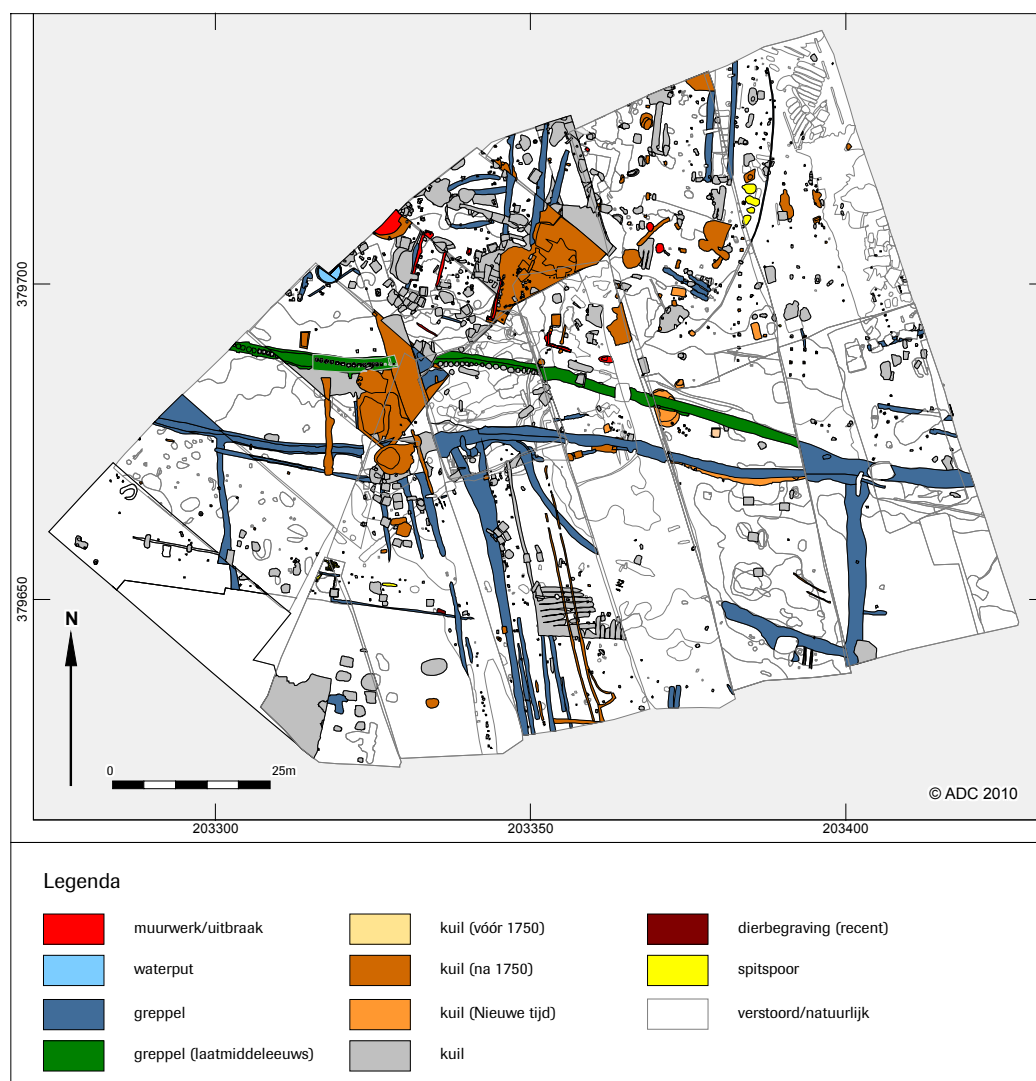 379700
379650
N
0
25m
© ADC 2010
203300
203350
203400
Legenda
muurwerk/uitbraak
waterput
greppel
greppel (laatmiddeleeuws)
kuil (vóór 1750)
kuil (na 1750)
kuil (Nieuwe tijd)
kuil
dierbegraving (recent)
spitspoor
verstoord/natuurlijk